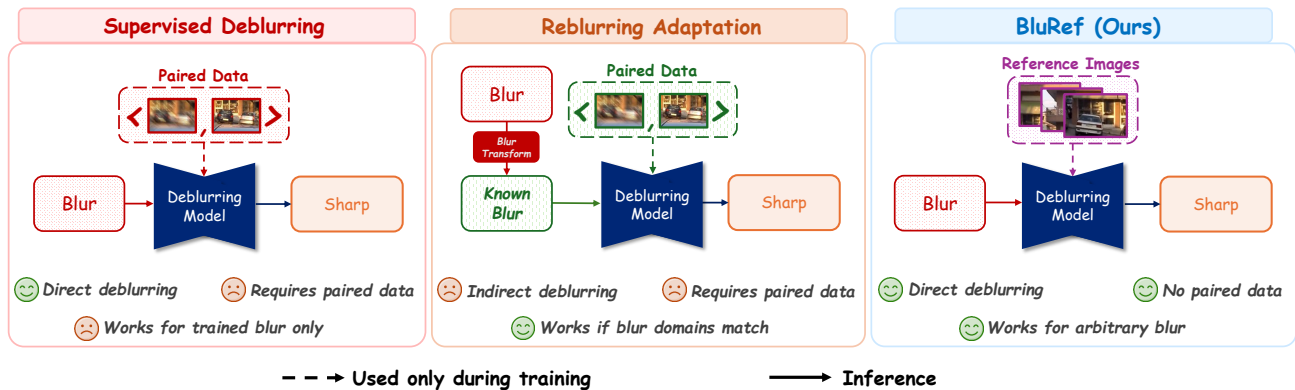 Supervised Deblurring
Paired Data
< , >
Blur
Deblurring
Model
Sharp
Direct deblurring
Requires paired data
Works for trained blur only
Reblurring Adaptation
Blur
Paired Data
< , >
Blur
Transform
Known
Blur
Deblurring
Model
Sharp
Indirect deblurring
Requires paired data
Works if blur domains match
BluRef (Ours)
Reference Images
Blur
Deblurring
Model
Sharp
Direct deblurring
No paired data
Works for arbitrary blur
Used only during training
Inference